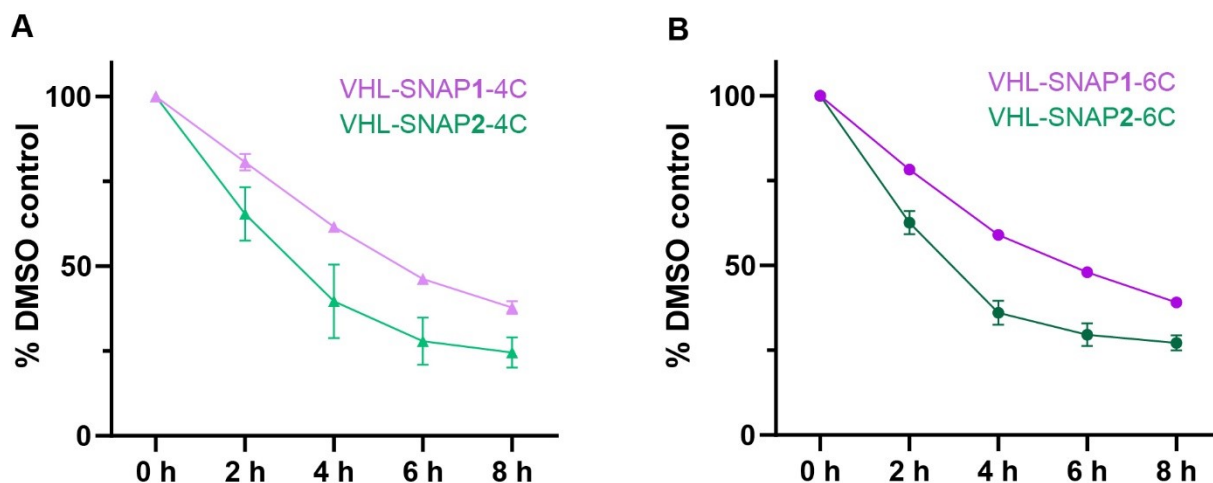 A
% DMSO control
100
50
0
0 h 2 h 4 h 6 h 8 h
VHL-SNAP1-4C
VHL-SNAP2-4C
B
% DMSO control
100
50
0
0 h 2 h 4 h 6 h 8 h
VHL-SNAP1-6C
VHL-SNAP2-6C